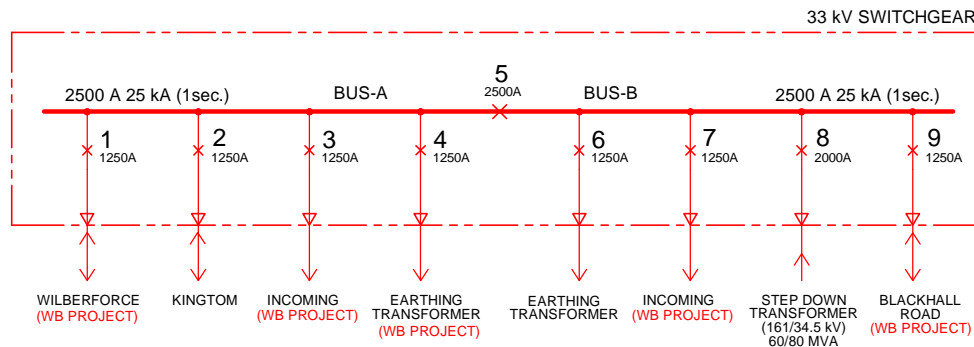 33 kV SWITCHGEAR
2500 A 25 kA (1sec.)
BUS-A
5
2500A
BUS-B
2500 A 25 kA (1sec.)
1
1250A
2
1250A
3
1250A
4
1250A
6
1250A
7
1250A
8
2000A
9
1250A
WILBERFORCE
(WB PROJECT)
KINGTOM
INCOMING
(WB PROJECT)
EARTHING
TRANSFORMER
(WB PROJECT)
EARTHING
TRANSFORMER
INCOMING
(WB PROJECT)
STEP DOWN
TRANSFORMER
(161/34.5 kV)
60/80 MVA
BLACKHALL
ROAD
(WB PROJECT)